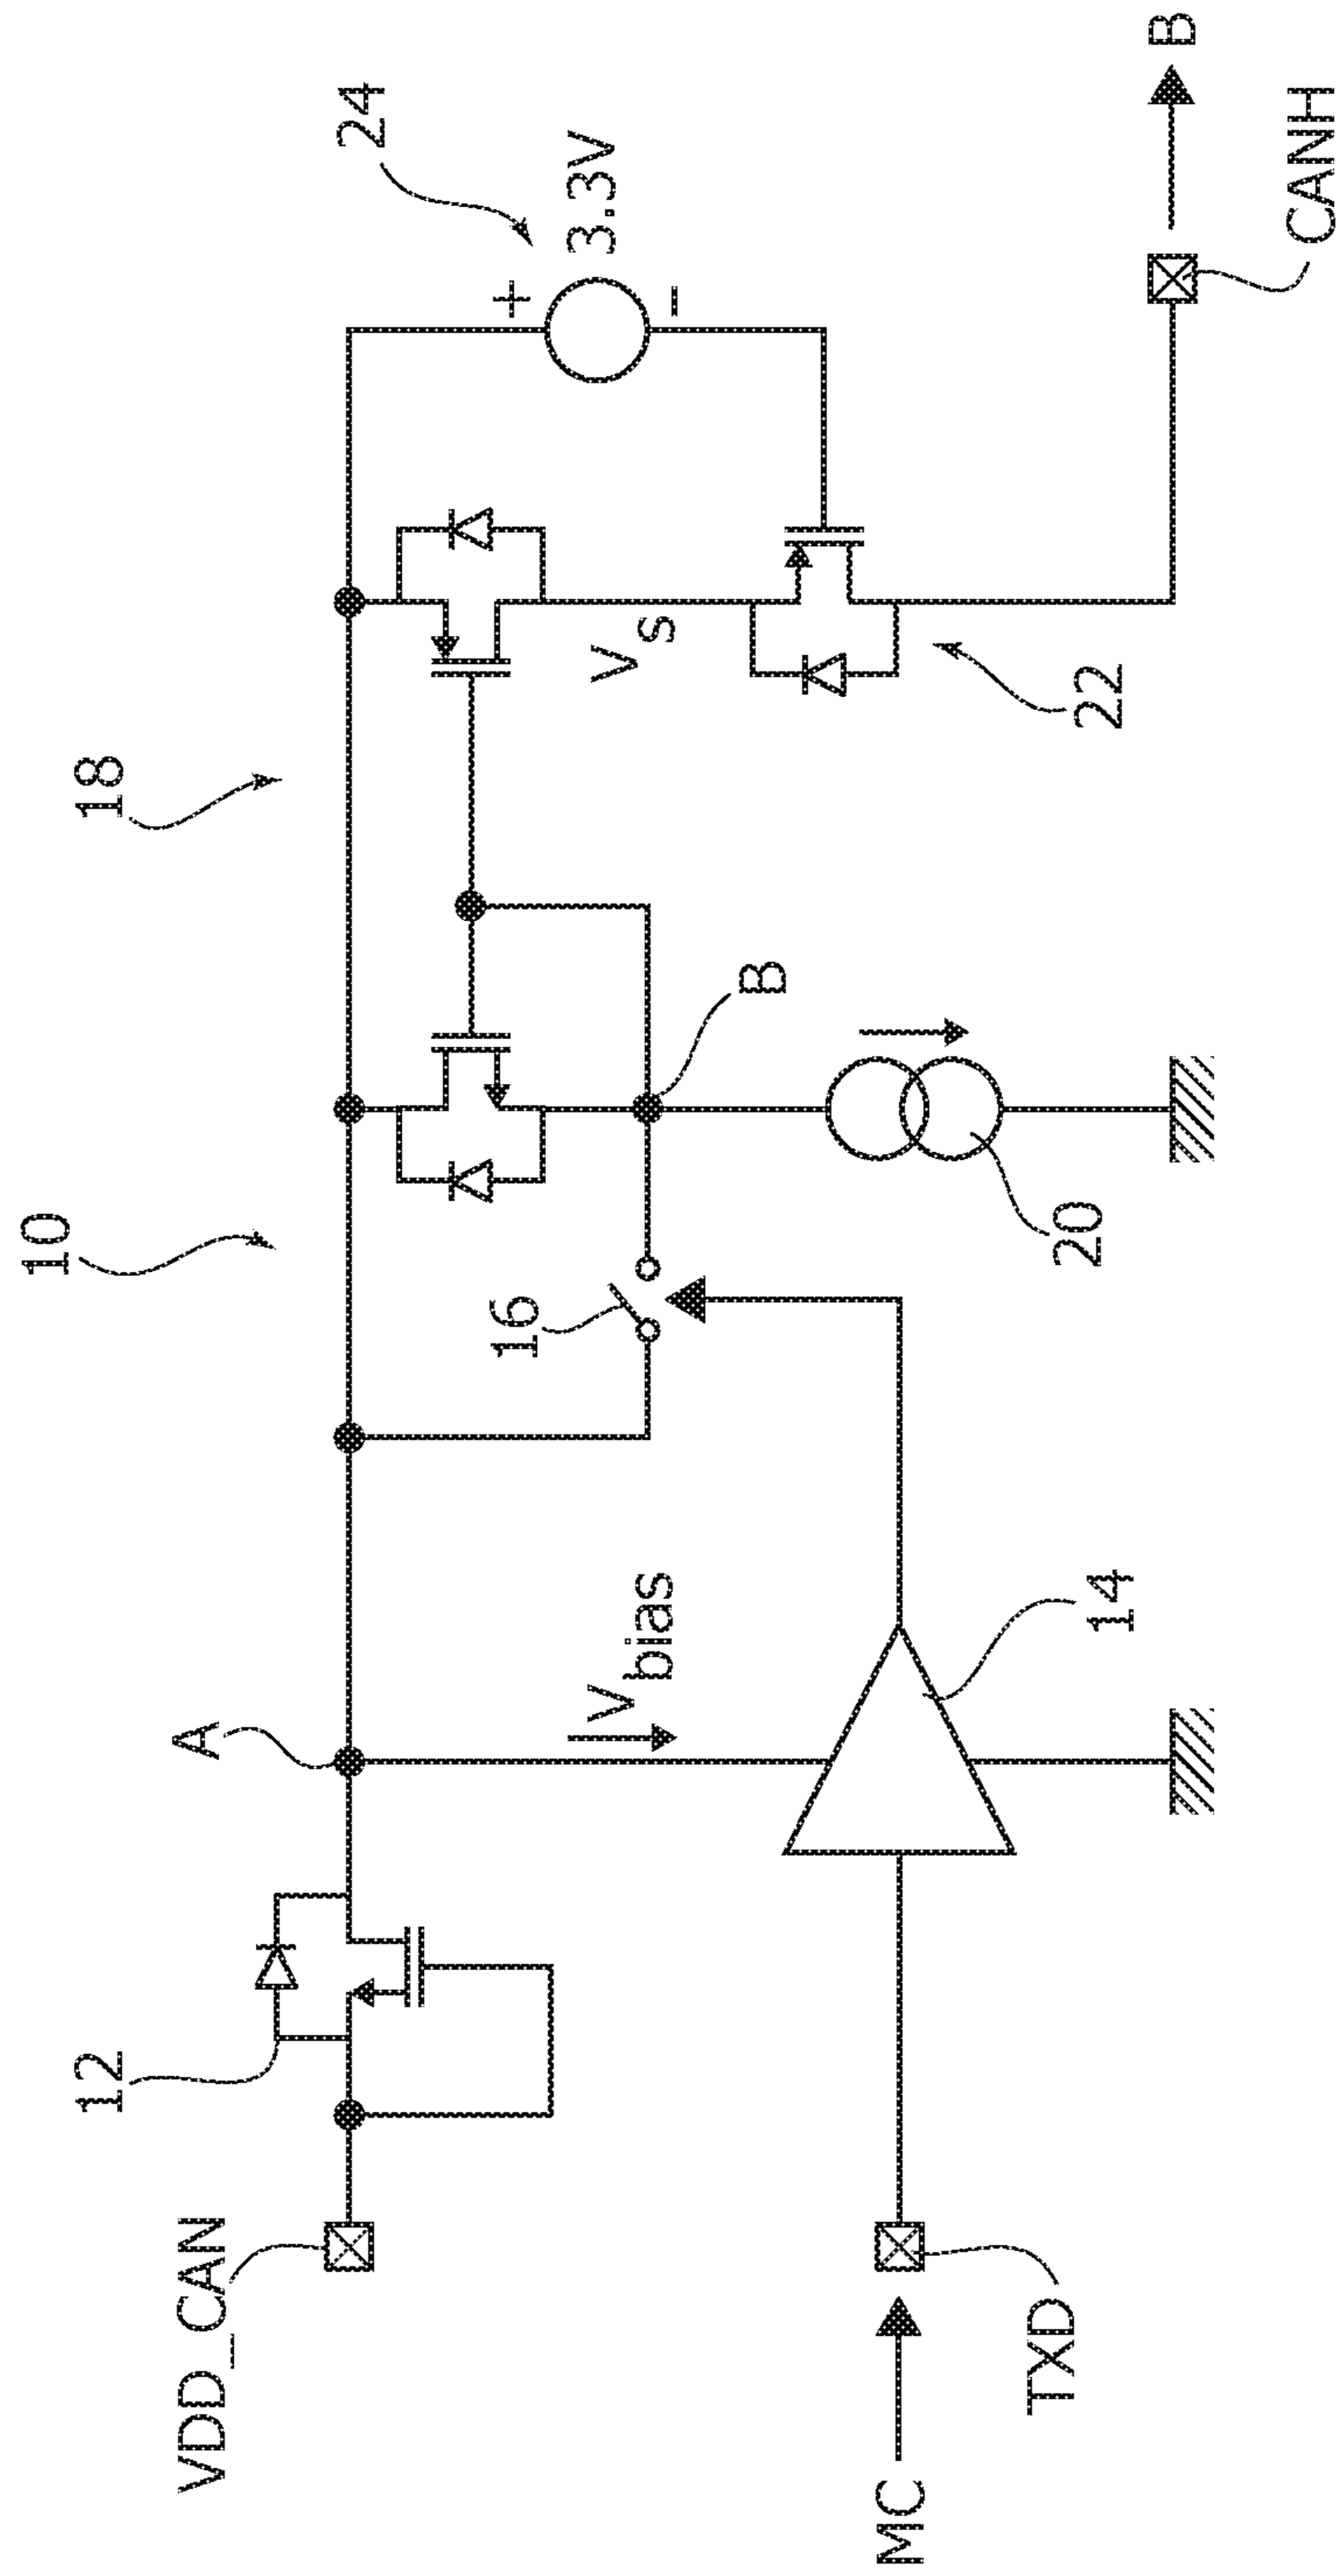 VDD_CAN
12
A
10
18
24
16
Vbias
Vs
+
3.3V
−
B
MC
TXD
14
20
22
B
CANH